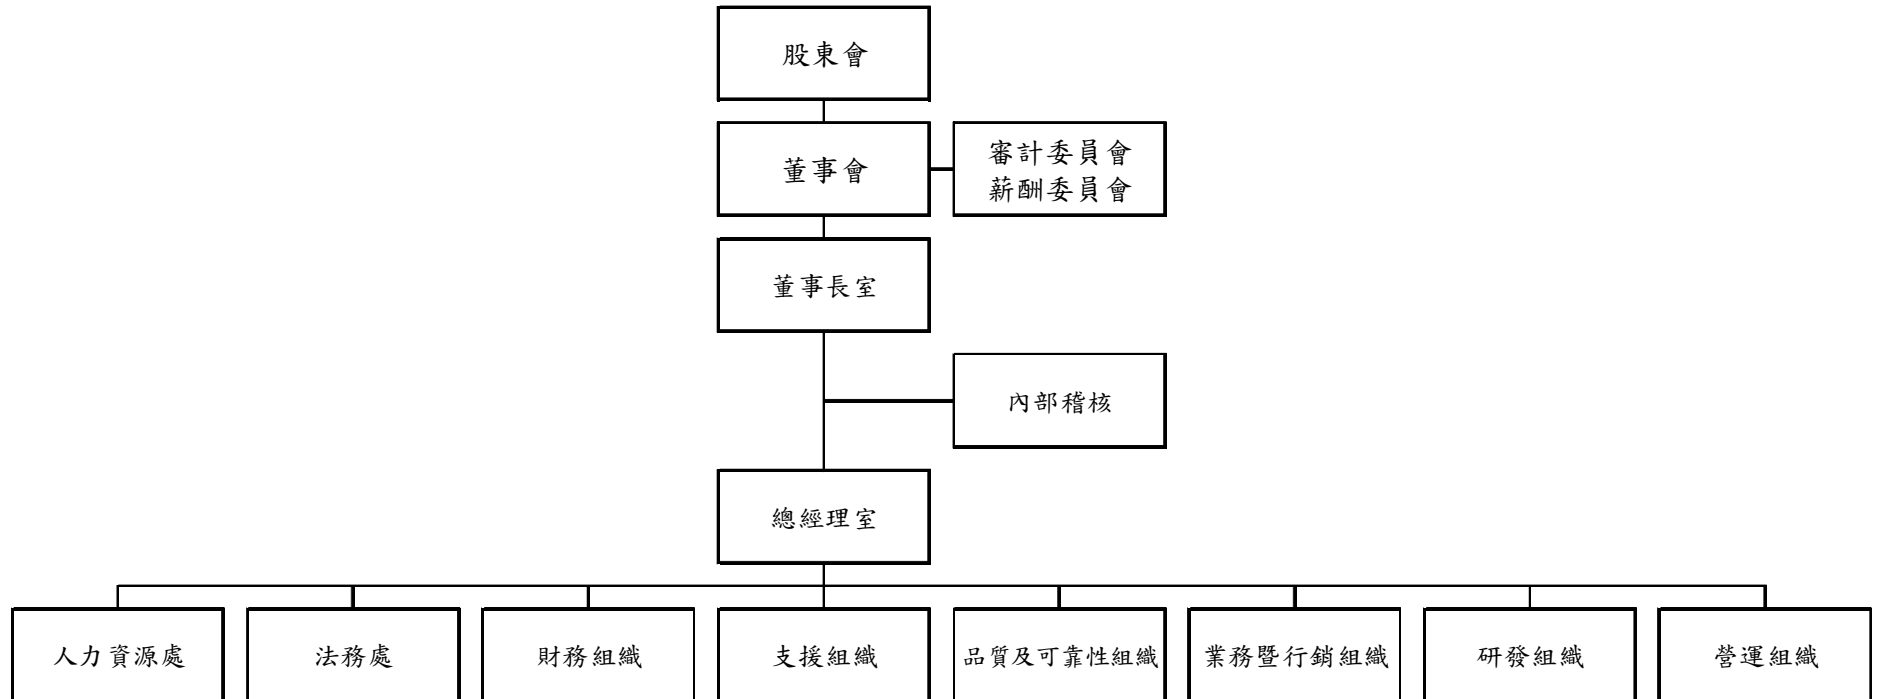 股東會
董事會
審計委員會
薪酬委員會
董事長室
內部稽核
總經理室
人力資源處
法務處
財務組織
支援組織
品質及可靠性組織
業務暨行銷組織
研發組織
營運組織